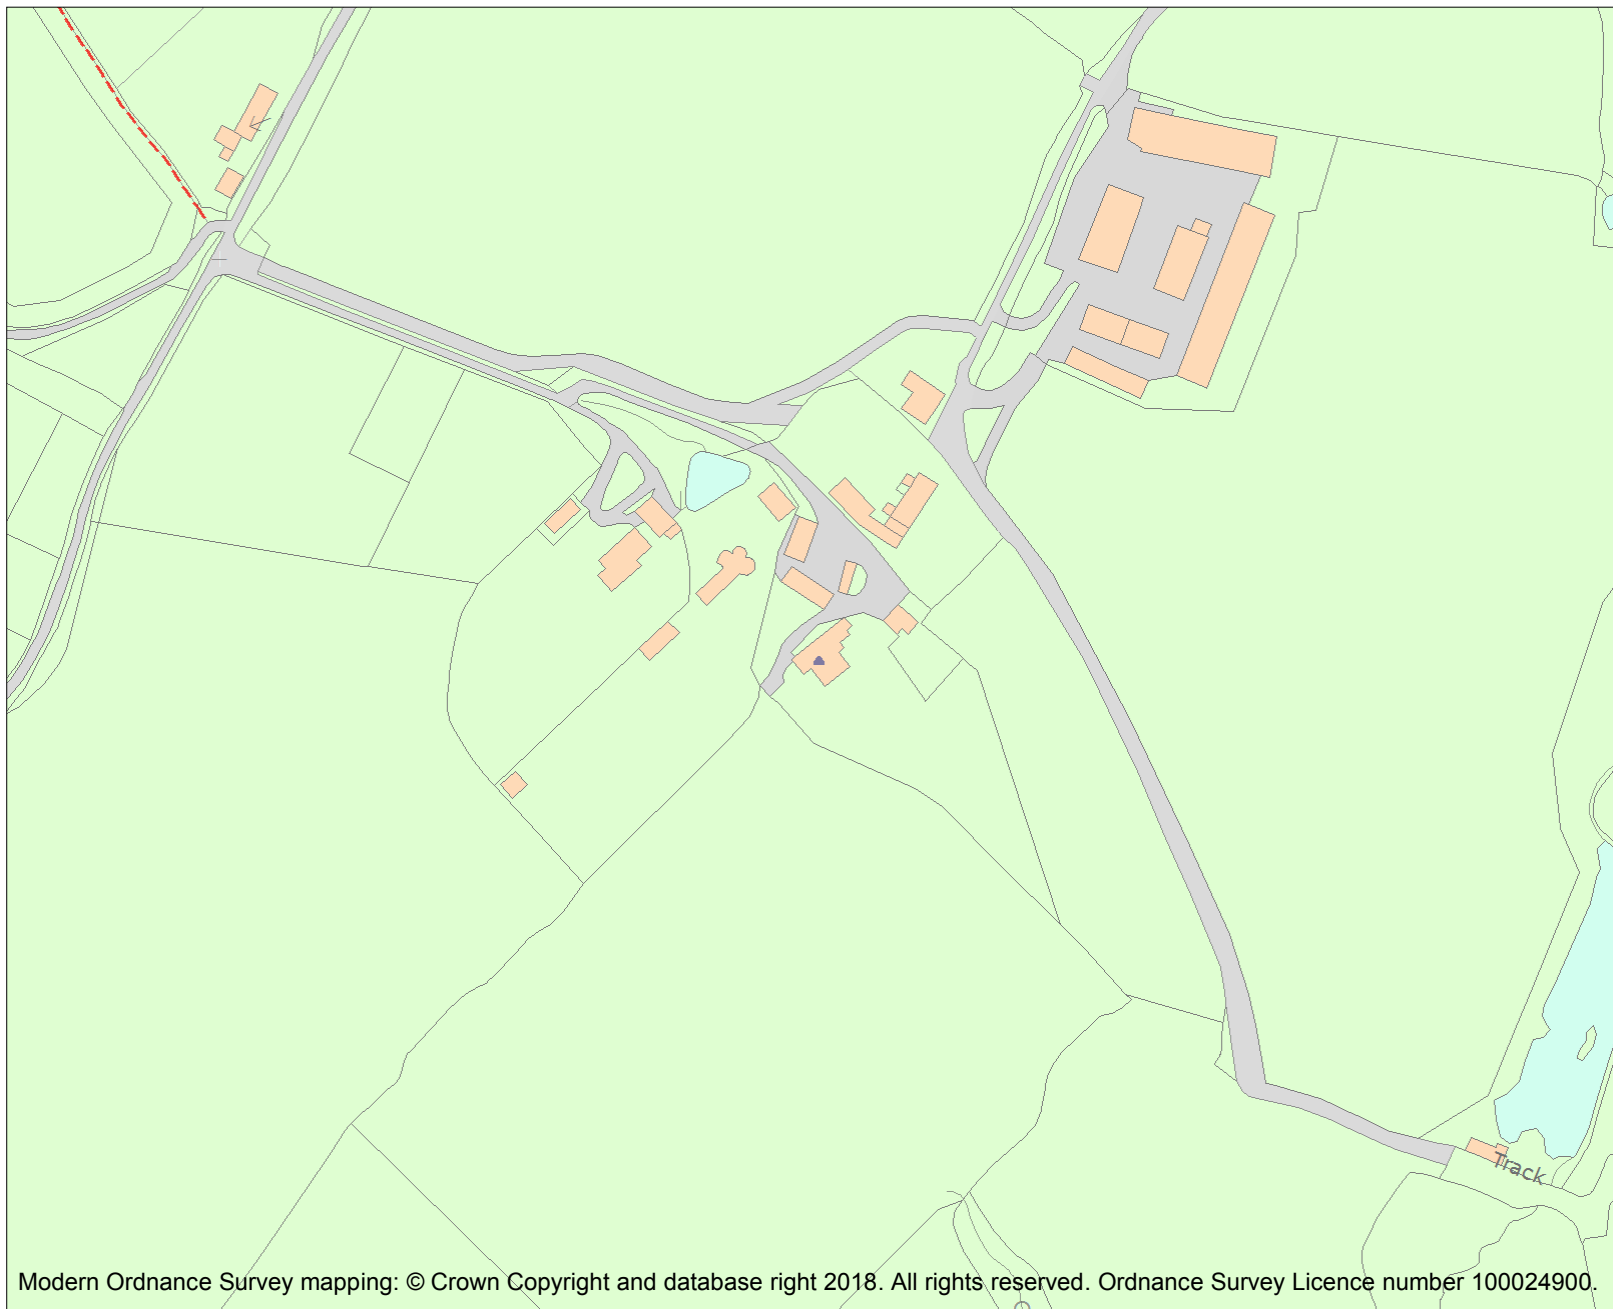 Track
Modern Ordnance Survey mapping: © Crown Copyright and database right 2018. All rights reserved. Ordnance Survey Licence number 100024900.